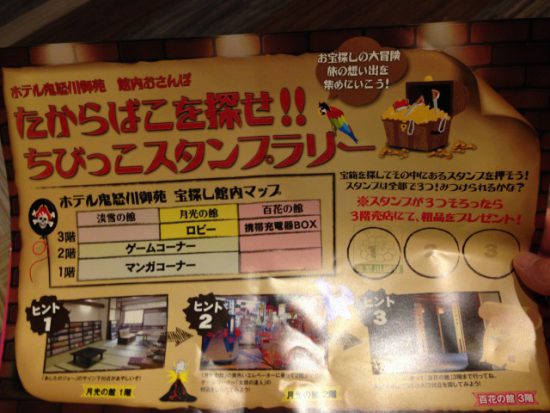 ホテル鬼怒川御苑 館内おさんぽ
たからばこを探せ!!
ちびっこスタンプラリー
お宝探しの大冒険
旅の想い出を
集めにいこう!
宝箱を探してその中にあるスタンプを押そう!
スタンプは全部で3つ!みつけられるかな?
※スタンプが3つそろったら
3階売店にて、粗品をプレゼント!
ホテル鬼怒川御苑 宝探し館内マップ
淡雪の館 月光の館 百花の館
3階 ロビー 携帯充電器BOX
2階 ゲームコーナー
1階 マンガコーナー
1 2 3
ヒント
1
ヒント
2
ヒント
3
月光の館 1階
月光の館 2階
百花の館 3階